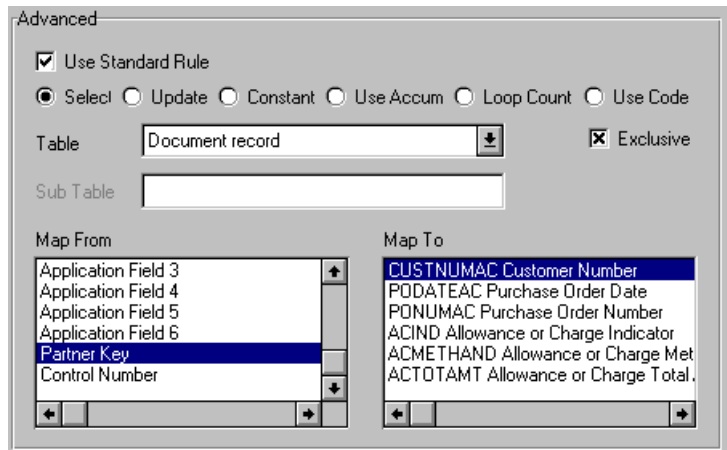 Advanced
Use Standard Rule
Select Update Constant Use Accum Loop Count Use Code
Table Document record Exclusive
Sub Table
Map From Map To
Application Field 3
Application Field 4
Application Field 5
Application Field 6
Partner Key
Control Number
CUSTNUMAC Customer Number
PODATEAC Purchase Order Date
PONUMAC Purchase Order Number
ACIND Allowance or Charge Indicator
ACMETHAND Allowance or Charge Met
ACTOTAMT Allowance or Charge Total.